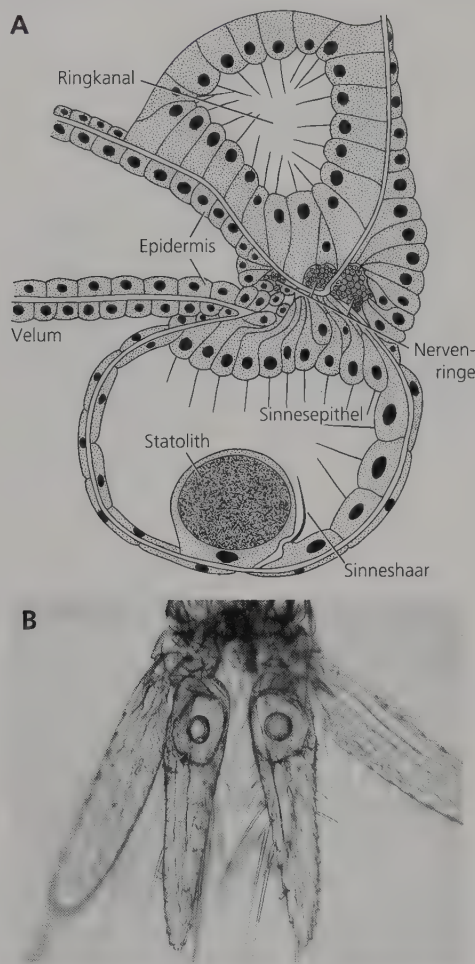 A
Ringkanal
Epidermis
Velum
Nerven-
ringe
Sinnesepithel
Statolith
Sinneshaar
B